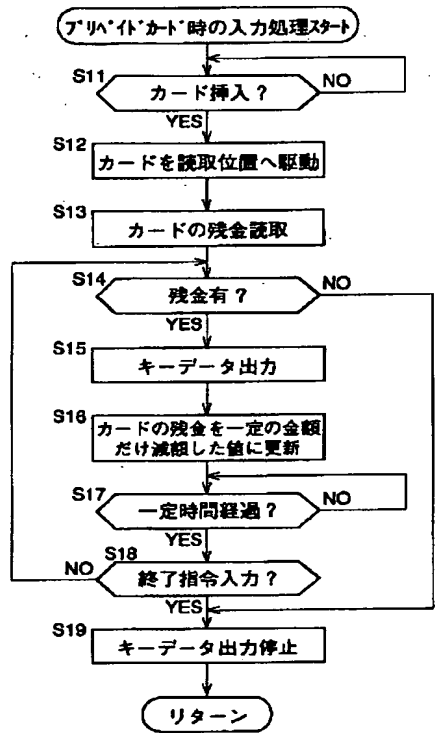 プリペイドカード時の入力処理スタート
S11
カード挿入?
NO
YES
S12
カードを読取位置へ駆動
S13
カードの残金読取
S14
残金有?
NO
YES
S15
キーデータ出力
S16
カードの残金を一定の金額
だけ減額した値に更新
S17
一定時間経過?
NO
YES
S18
NO
終了指令入力?
YES
S19
キーデータ出力停止
リターン